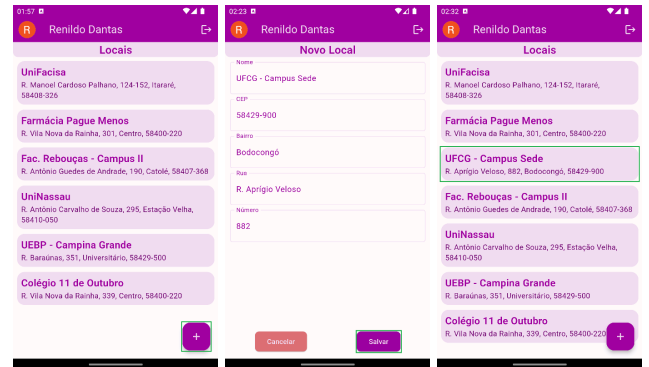 01:57
R Renildo Dantas
Locais
UniFacisa
R. Manoel Cardoso Palhano, 124-152, Itararé,
58408-326
Farmácia Pague Menos
R. Vila Nova da Rainha, 301, Centro, 58400-220
Fac. Rebouças - Campus II
R. Antônio Guedes de Andrade, 190, Catolé, 58407-368
UniNassau
R. Antônio Carvalho de Souza, 295, Estação Velha,
58410-050
UEBP - Campina Grande
R. Baraúnas, 351, Universitário, 58429-500
Colégio 11 de Outubro
R. Vila Nova da Rainha, 339, Centro, 58400-220
+
02:23
R Renildo Dantas
Novo Local
Nome
UFCG - Campus Sede
CEP
58429-900
Bairro
Bodocongó
Rua
R. Aprígio Veloso
Número
882
Cancelar
Salvar
02:32
R Renildo Dantas
Locais
UniFacisa
R. Manoel Cardoso Palhano, 124-152, Itararé,
58408-326
Farmácia Pague Menos
R. Vila Nova da Rainha, 301, Centro, 58400-220
UFCG - Campus Sede
R. Aprígio Veloso, 882, Bodocongó, 58429-900
Fac. Rebouças - Campus II
R. Antônio Guedes de Andrade, 190, Catolé, 58407-368
UniNassau
R. Antônio Carvalho de Souza, 295, Estação Velha,
58410-050
UEBP - Campina Grande
R. Baraúnas, 351, Universitário, 58429-500
Colégio 11 de Outubro
R. Vila Nova da Rainha, 339, Centro, 58400-220
+